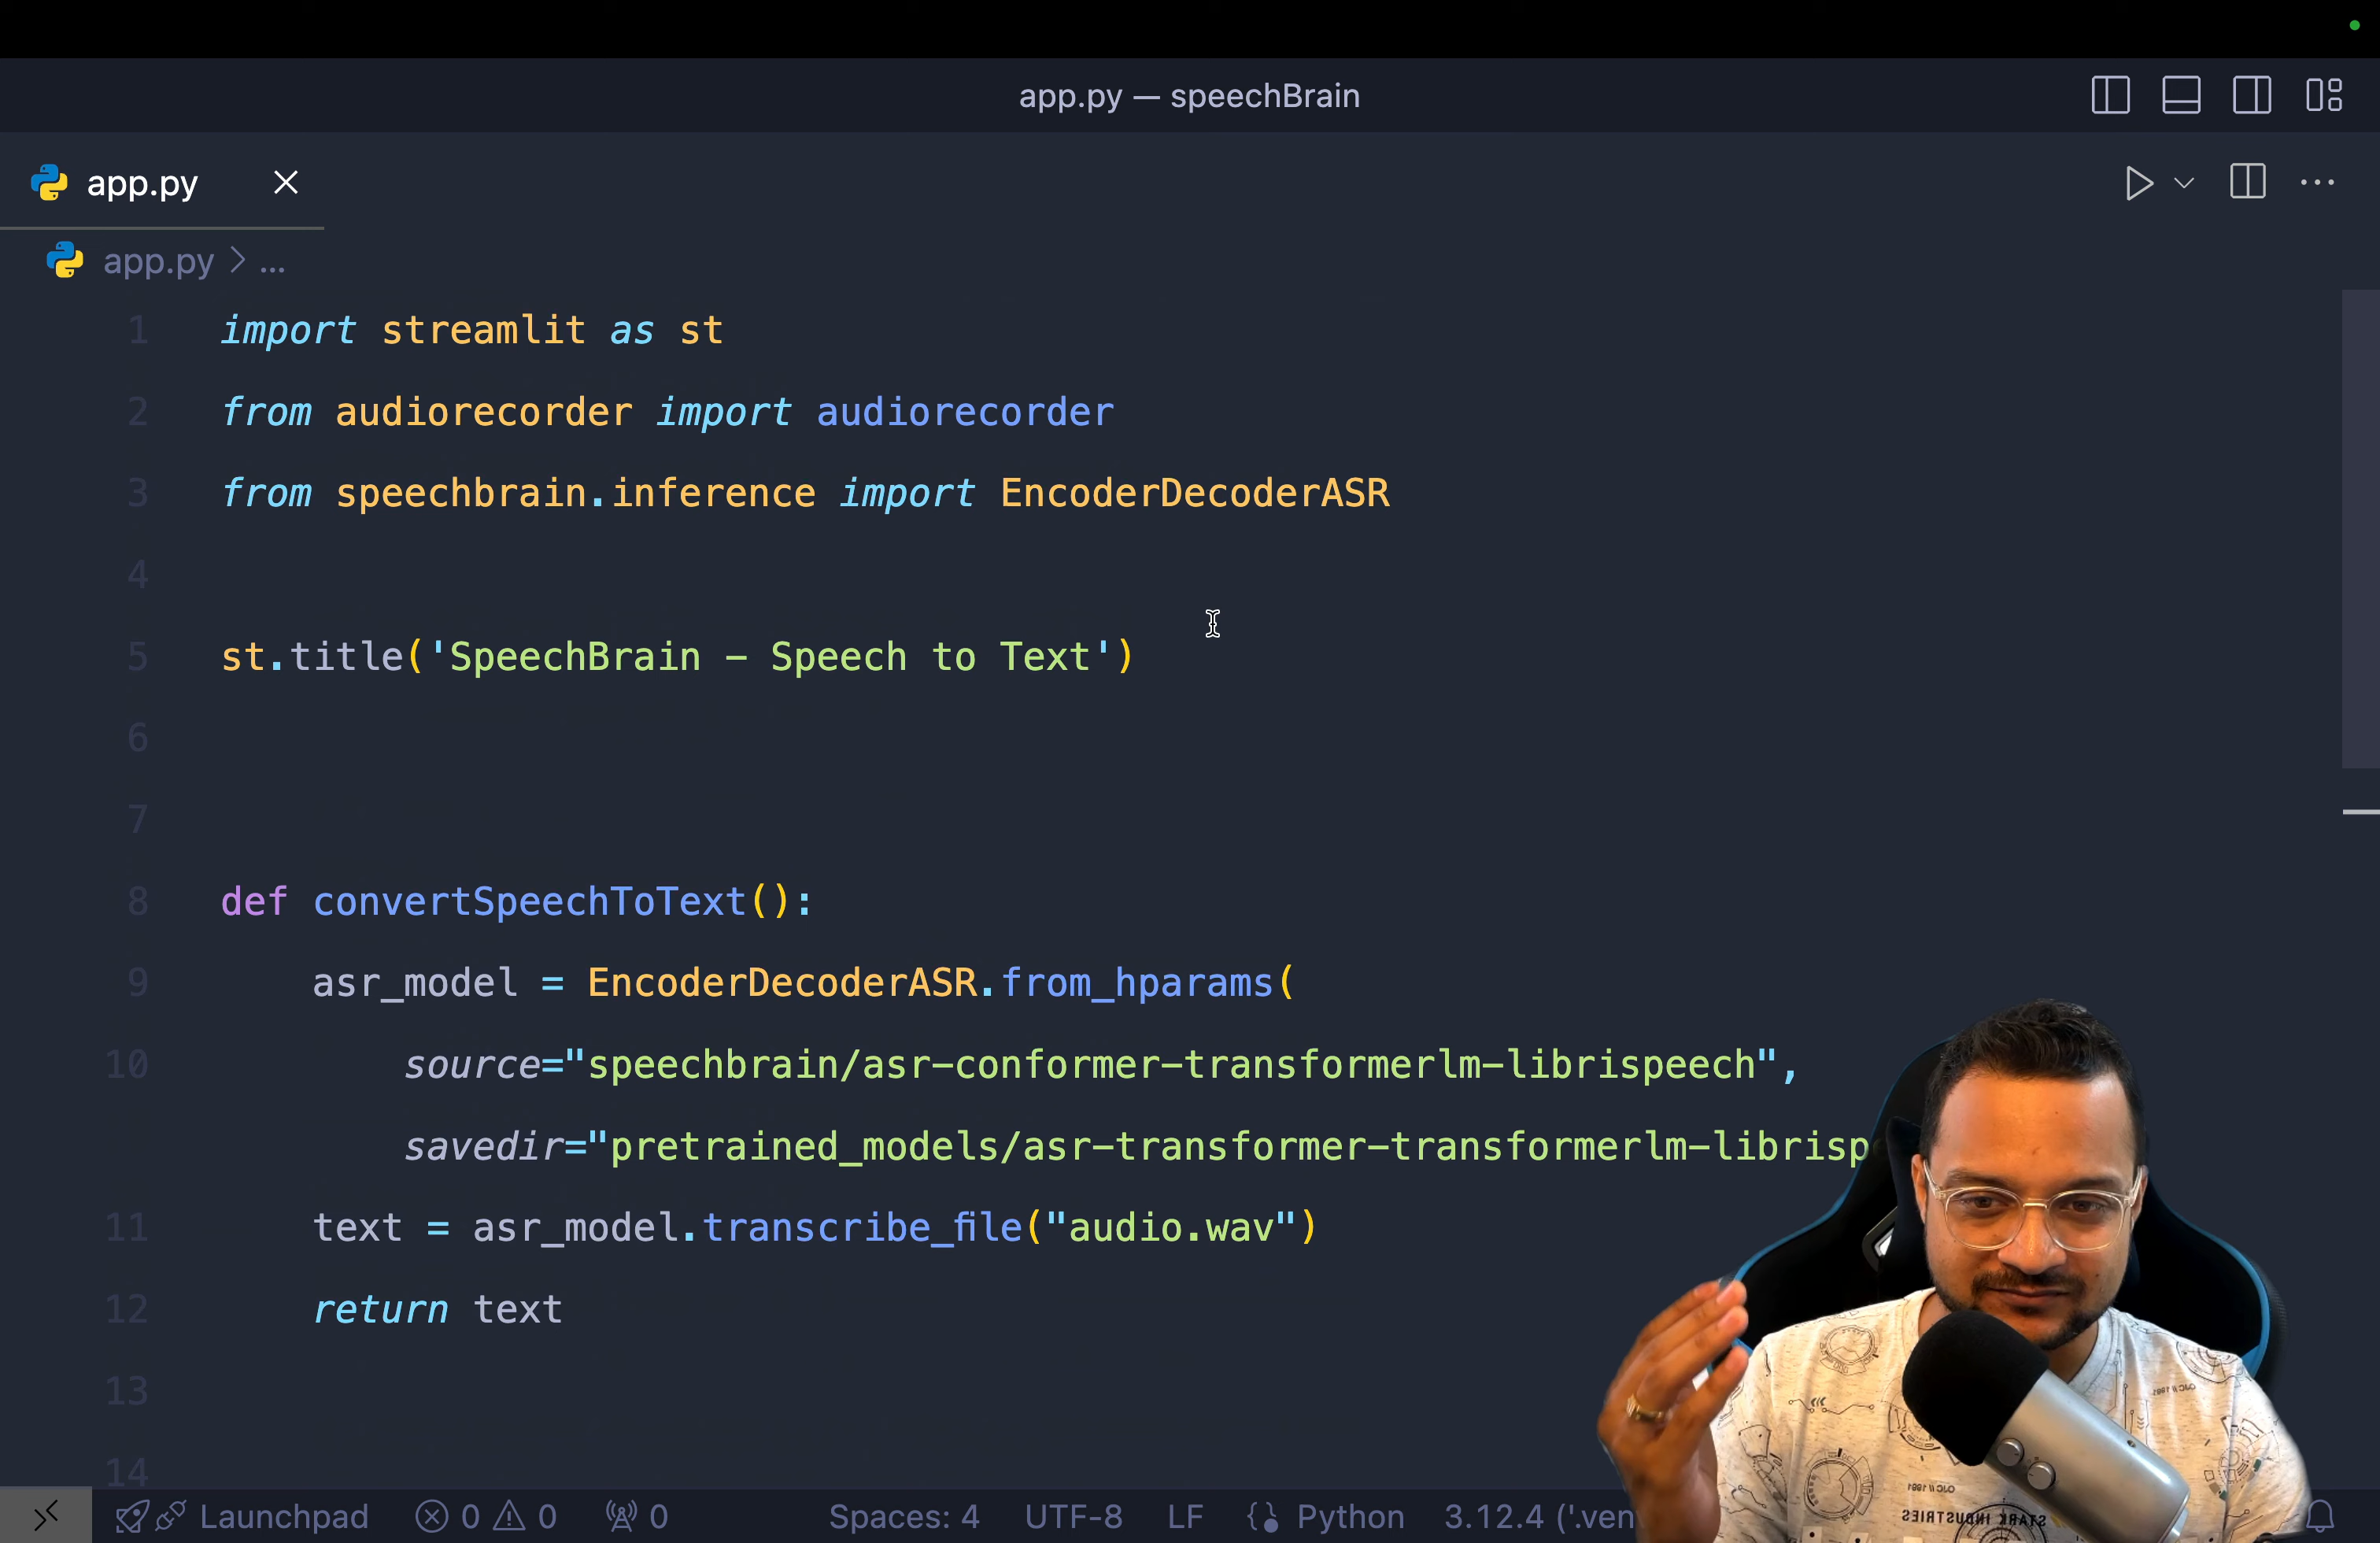 app.py — speechBrain
app.py
app.py > ...
1 import streamlit as st
2 from audiorecorder import audiorecorder
3 from speechbrain.inference import EncoderDecoderASR
4
5 st.title('SpeechBrain - Speech to Text')
6
7
8 def convertSpeechToText():
9 asr_model = EncoderDecoderASR.from_hparams(
10 source="speechbrain/asr-conformer-transformerlm-librispeech",
savedir="pretrained_models/asr-transformer-transformerlm-librisp
11 text = asr_model.transcribe_file("audio.wav")
12 return text
13
14
Launchpad 0 0 0 Spaces: 4 UTF-8 LF Python 3.12.4 ('.ven
STARK INDUSTRIES